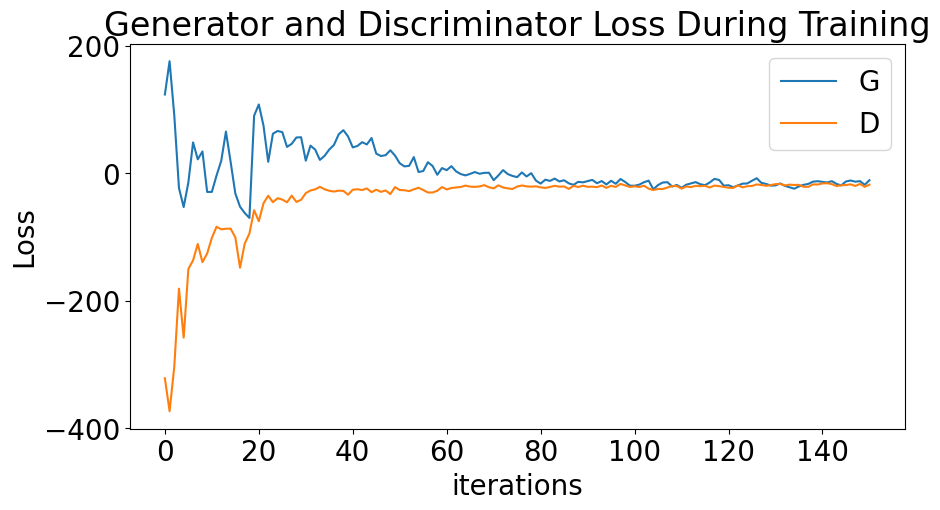 Generator and Discriminator Loss During Training
200
0
−200
−400
Loss
G
D
0 20 40 60 80 100 120 140
iterations